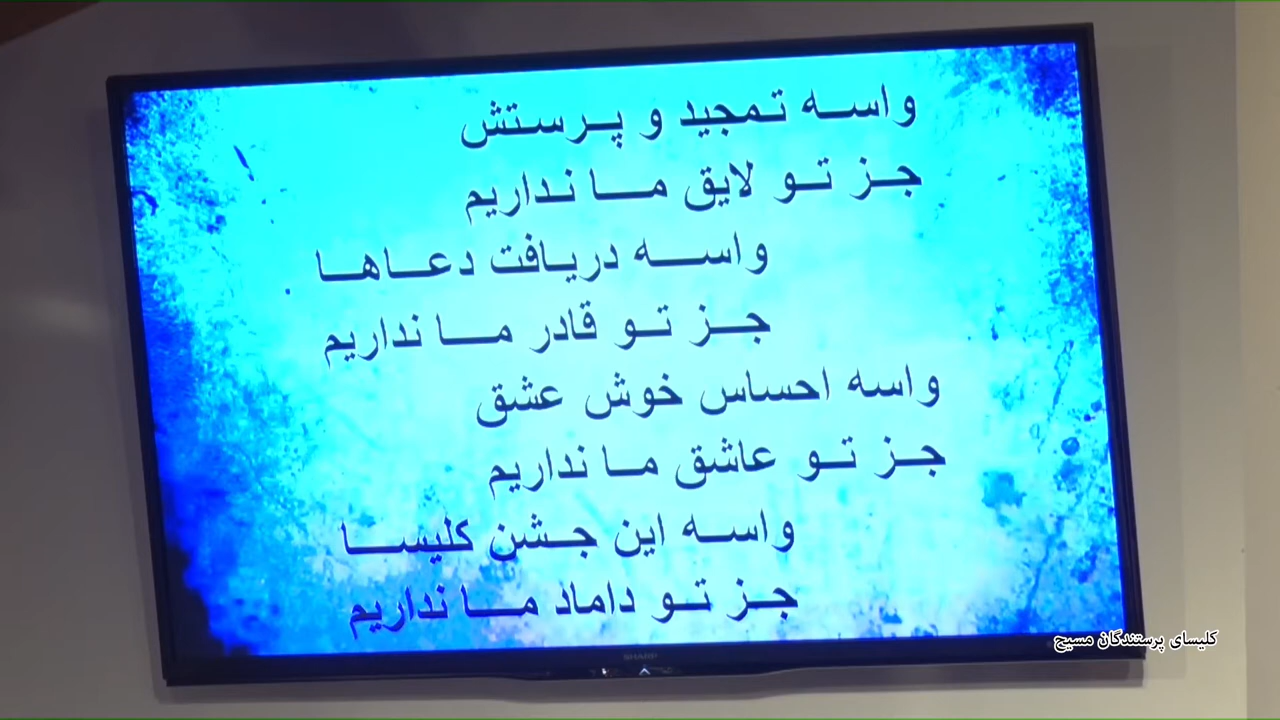 واسه تمجید و پرستش
جز تو لایق ما نداریم
واسه دریافت دعاها
جز تو قادر ما نداریم
واسه احساس خوش عشق
جز تو عاشق ما نداریم
واسه این جشن کلیسا
جز تو داماد ما نداریم
SHARP
کلیسای پرستندگان مسیح